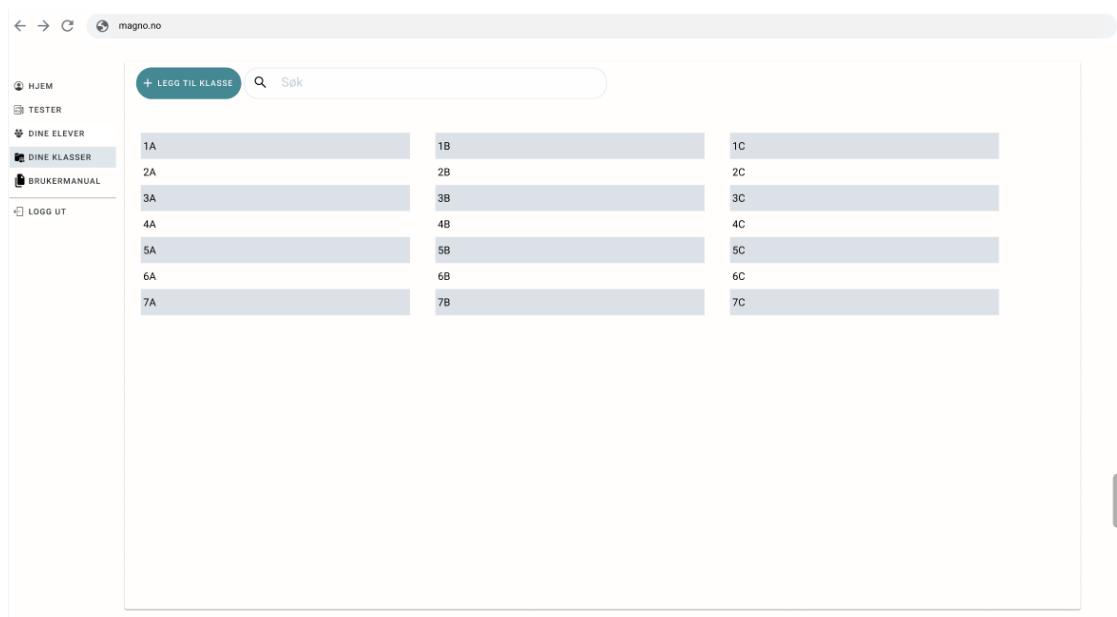 magno.no
HJEM
TESTER
DINE ELEVER
DINE KLASSER
BRUKERMANUAL
LOGG UT
+ LEGG TIL KLASSE Søk
1A 1B 1C
2A 2B 2C
3A 3B 3C
4A 4B 4C
5A 5B 5C
6A 6B 6C
7A 7B 7C